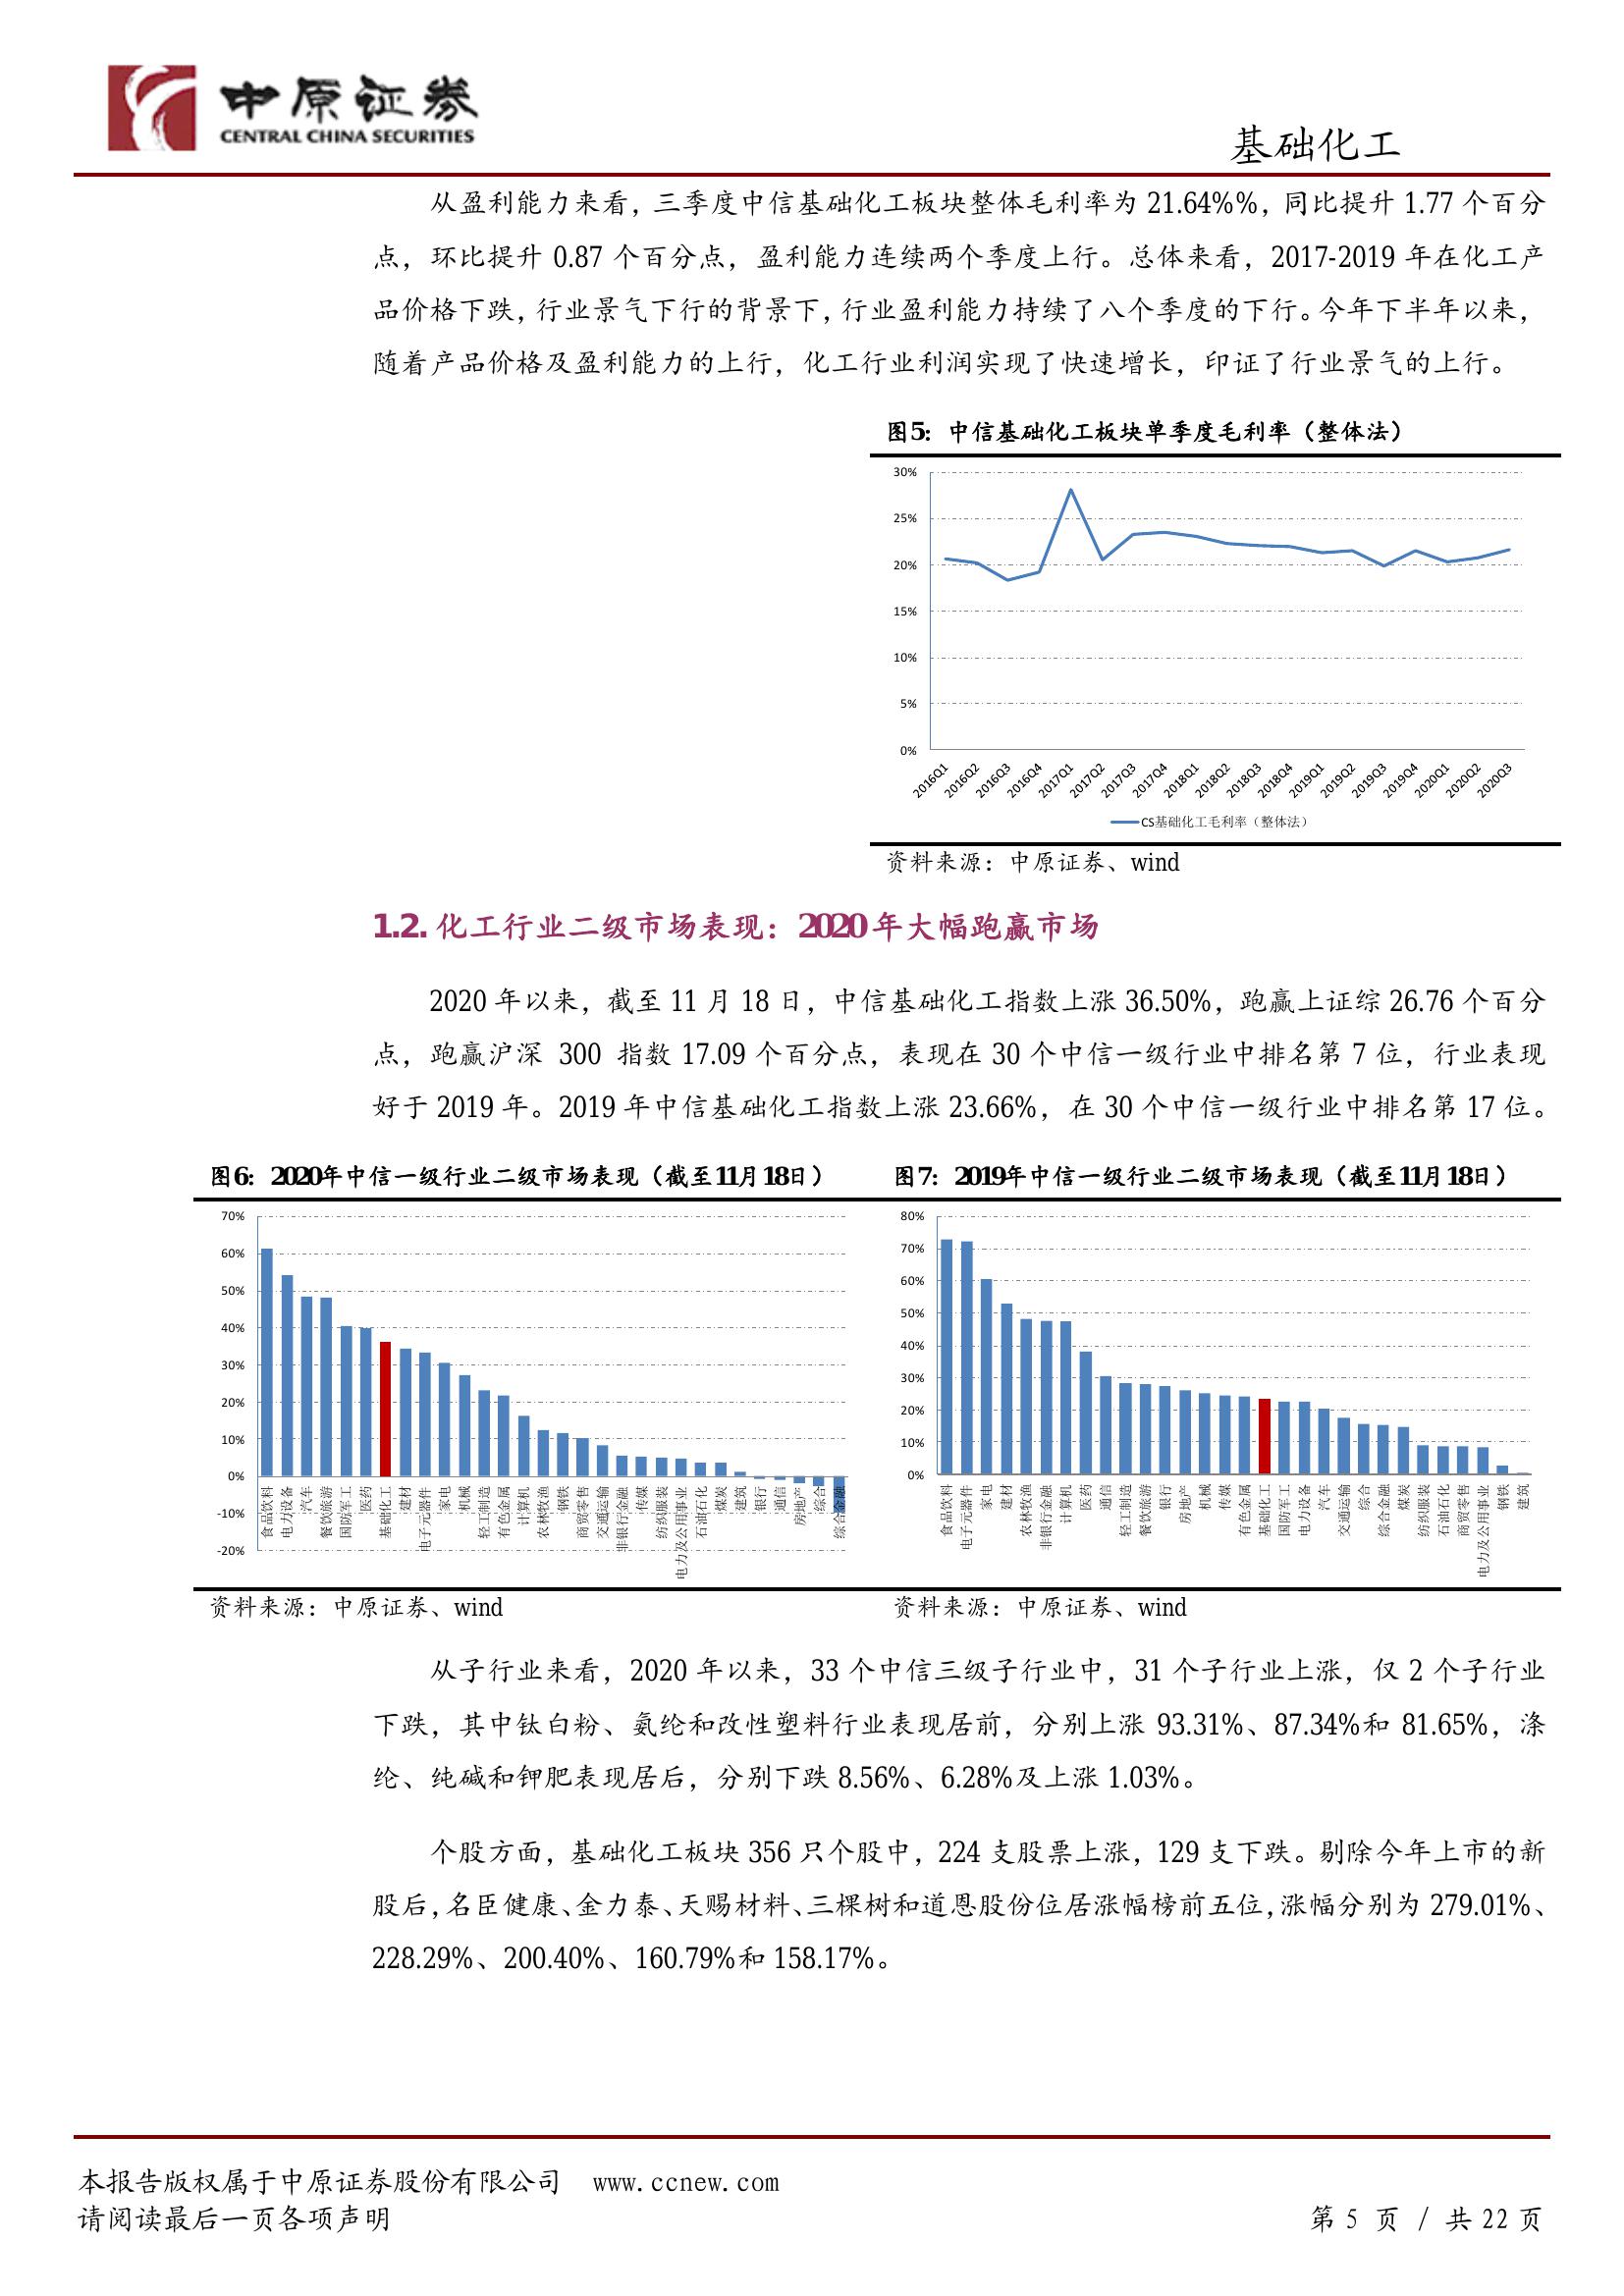 中原证券
CENTRAL CHINA SECURITIES
基础化工
从盈利能力来看，三季度中信基础化工板块整体毛利率为 21.64%%，同比提升 1.77 个百分
点，环比提升 0.87 个百分点，盈利能力连续两个季度上行。总体来看，2017-2019 年在化工产
品价格下跌，行业景气下行的背景下，行业盈利能力持续了八个季度的下行。今年下半年以来，
随着产品价格及盈利能力的上行，化工行业利润实现了快速增长，印证了行业景气的上行。
图5：中信基础化工板块单季度毛利率（整体法）
30%
25%
20%
15%
10%
5%
0%
2016Q1 2016Q2 2016Q3 2016Q4 2017Q1 2017Q2 2017Q3 2017Q4 2018Q1 2018Q2 2018Q3 2018Q4 2019Q1 2019Q2 2019Q3 2019Q4 2020Q1 2020Q2 2020Q3
CS基础化工毛利率（整体法）
资料来源：中原证券、wind
1.2. 化工行业二级市场表现：2020 年大幅跑赢市场
2020 年以来，截至 11 月 18 日，中信基础化工指数上涨 36.50%，跑赢上证综 26.76 个百分
点，跑赢沪深 300 指数 17.09 个百分点，表现在 30 个中信一级行业中排名第 7 位，行业表现
好于 2019 年。2019 年中信基础化工指数上涨 23.66%，在 30 个中信一级行业中排名第 17 位。
图6：2020年中信一级行业二级市场表现（截至11月18日）
70%
60%
50%
40%
30%
20%
10%
0%
-10%
-20%
食品饮料 电力设备 汽车 餐饮旅游 国防军工 医药 基础化工 建材 电子元器件 家电 机械 轻工制造 有色金属 计算机 农林牧渔 钢铁 商贸零售 交通运输 非银行金融 传媒 纺织服装 电力及公用事业 石油石化 煤炭 建筑 银行 通信 房地产 综合 综合金融
资料来源：中原证券、wind
图7：2019年中信一级行业二级市场表现（截至11月18日）
80%
70%
60%
50%
40%
30%
20%
10%
0%
食品饮料 电子元器件 家电 建材 农林牧渔 非银行金融 计算机 医药 通信 轻工制造 餐饮旅游 银行 房地产 机械 传媒 有色金属 基础化工 国防军工 电力设备 汽车 交通运输 综合 综合金融 煤炭 纺织服装 石油石化 商贸零售 电力及公用事业 钢铁 建筑
资料来源：中原证券、wind
从子行业来看，2020 年以来，33 个中信三级子行业中，31 个子行业上涨，仅 2 个子行业
下跌，其中钛白粉、氨纶和改性塑料行业表现居前，分别上涨 93.31%、87.34%和 81.65%，涤
纶、纯碱和钾肥表现居后，分别下跌 8.56%、6.28%及上涨 1.03%。
个股方面，基础化工板块 356 只个股中，224 支股票上涨，129 支下跌。剔除今年上市的新
股后，名臣健康、金力泰、天赐材料、三棵树和道恩股份位居涨幅榜前五位，涨幅分别为 279.01%、
228.29%、200.40%、160.79%和 158.17%。
本报告版权属于中原证券股份有限公司 www.ccnew.com
请阅读最后一页各项声明
第 5 页 / 共 22 页